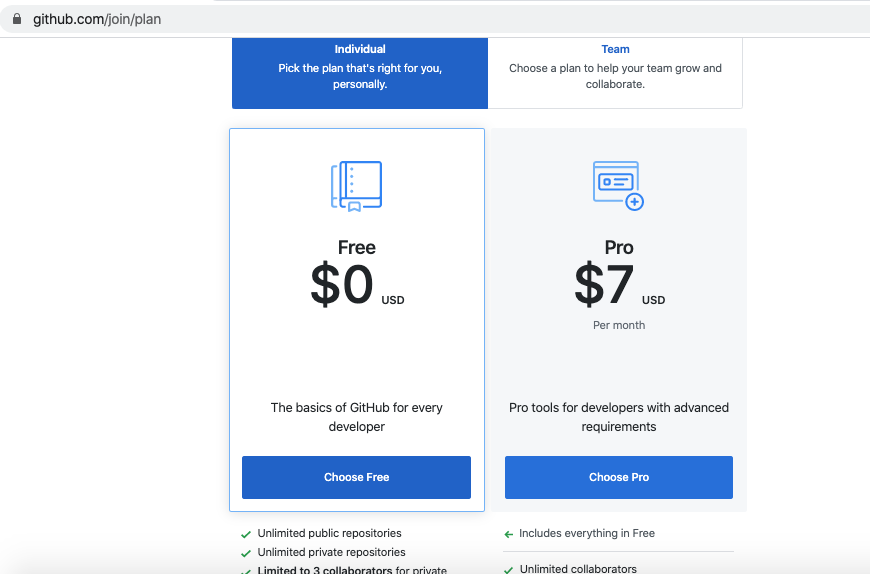 github.com/join/plan
Individual
Pick the plan that's right for you,
personally.
Team
Choose a plan to help your team grow and
collaborate.
Free
$0 USD
The basics of GitHub for every
developer
Choose Free
Unlimited public repositories
Unlimited private repositories
Limited to 3 collaborators for private
Pro
$7 USD
Per month
Pro tools for developers with advanced
requirements
Choose Pro
Includes everything in Free
Unlimited collaborators